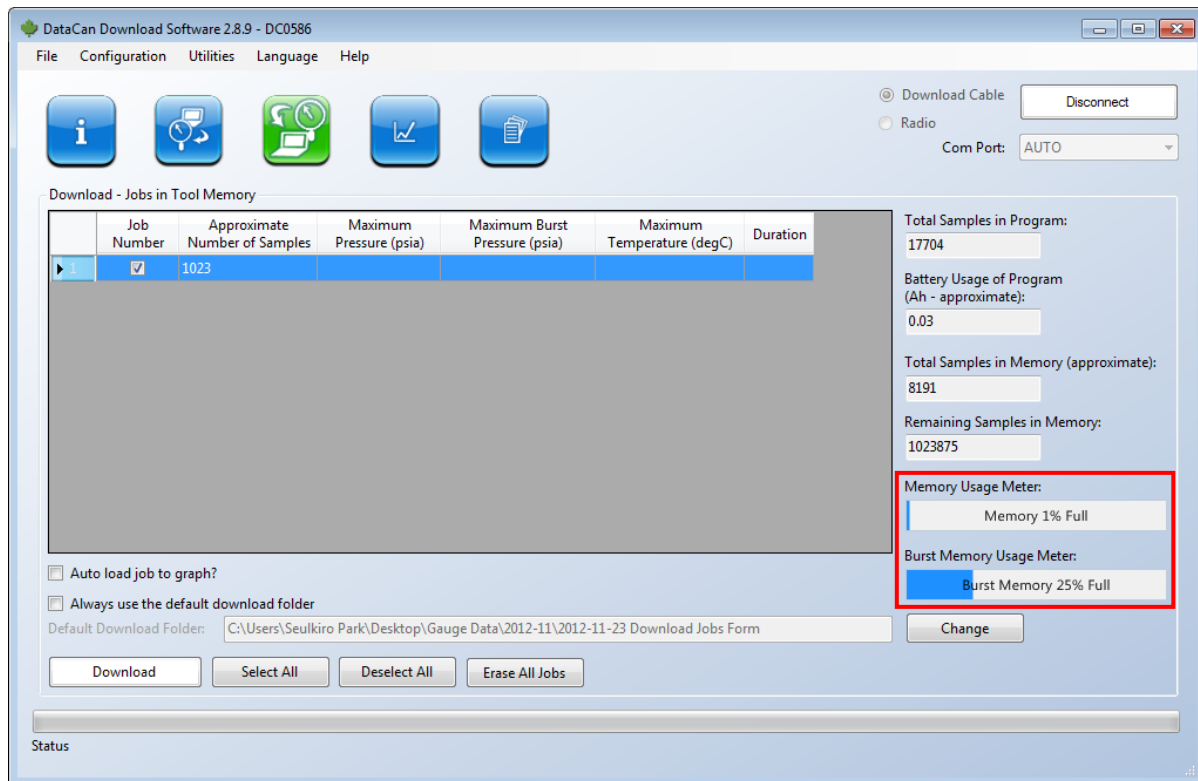 DataCan Download Software 2.8.9 - DC0586
File Configuration Utilities Language Help
i
Download Cable
Disconnect
Radio
Com Port: AUTO
Download - Jobs in Tool Memory
Job Number
Approximate Number of Samples
Maximum Pressure (psia)
Maximum Burst Pressure (psia)
Maximum Temperature (degC)
Duration
1 1023
Total Samples in Program:
17704
Battery Usage of Program
(Ah - approximate):
0.03
Total Samples in Memory (approximate):
8191
Remaining Samples in Memory:
1023875
Memory Usage Meter:
Memory 1% Full
Burst Memory Usage Meter:
Burst Memory 25% Full
Auto load job to graph?
Always use the default download folder
Default Download Folder: C:\Users\Seulkiro Park\Desktop\Gauge Data\2012-11\2012-11-23 Download Jobs Form Change
Download Select All Deselect All Erase All Jobs
Status